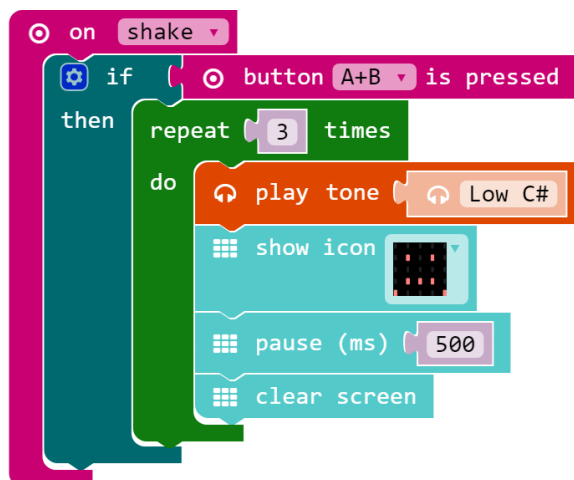 on shake
if button A+B is pressed
then repeat 3 times
do play tone Low C#
show icon
pause (ms) 500
clear screen